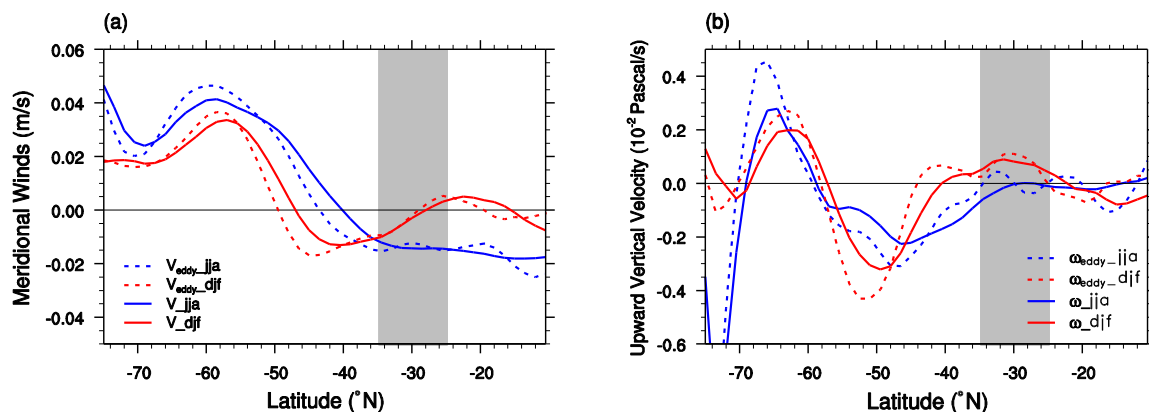 (a)
Meridional Winds (m/s)
0.06
0.04
0.02
0.00
-0.02
-0.04
V_eddy_jja
V_eddy_djf
V_jja
V_djf
-70 -60 -50 -40 -30 -20
Latitude (°N)
(b)
Upward Vertical Velocity (10⁻² Pascal/s)
0.4
0.2
0.0
-0.2
-0.4
-0.6
ω_eddy_jja
ω_eddy_djf
ω_jja
ω_djf
-70 -60 -50 -40 -30 -20
Latitude (°N)